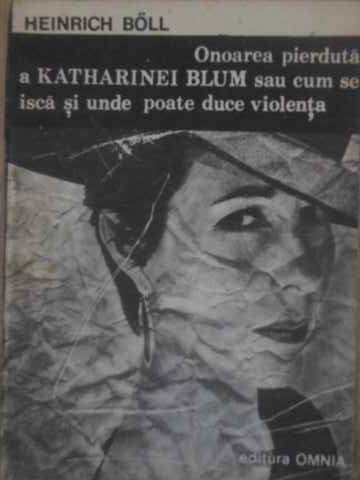 HEINRICH BÖLL
Onoarea pierdută
a KATHARINEI BLUM sau cum se
iscă și unde poate duce violența
editura OMNIA